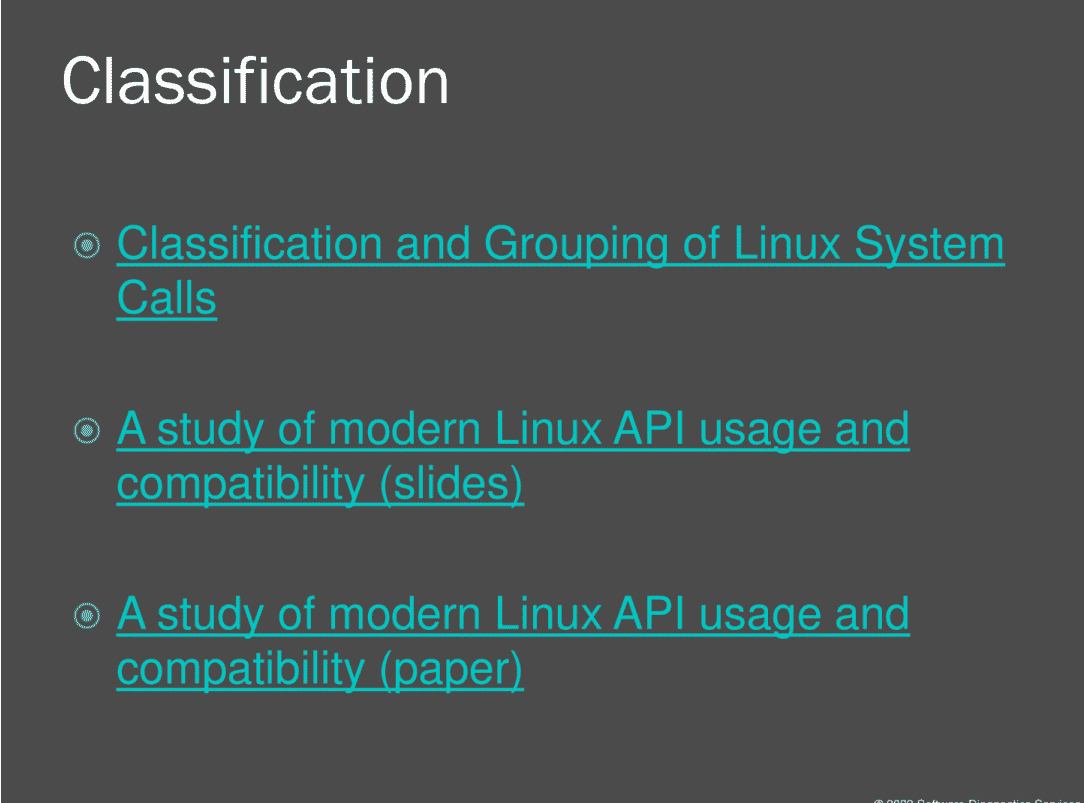 Classification
Classification and Grouping of Linux System
Calls
A study of modern Linux API usage and
compatibility (slides)
A study of modern Linux API usage and
compatibility (paper)